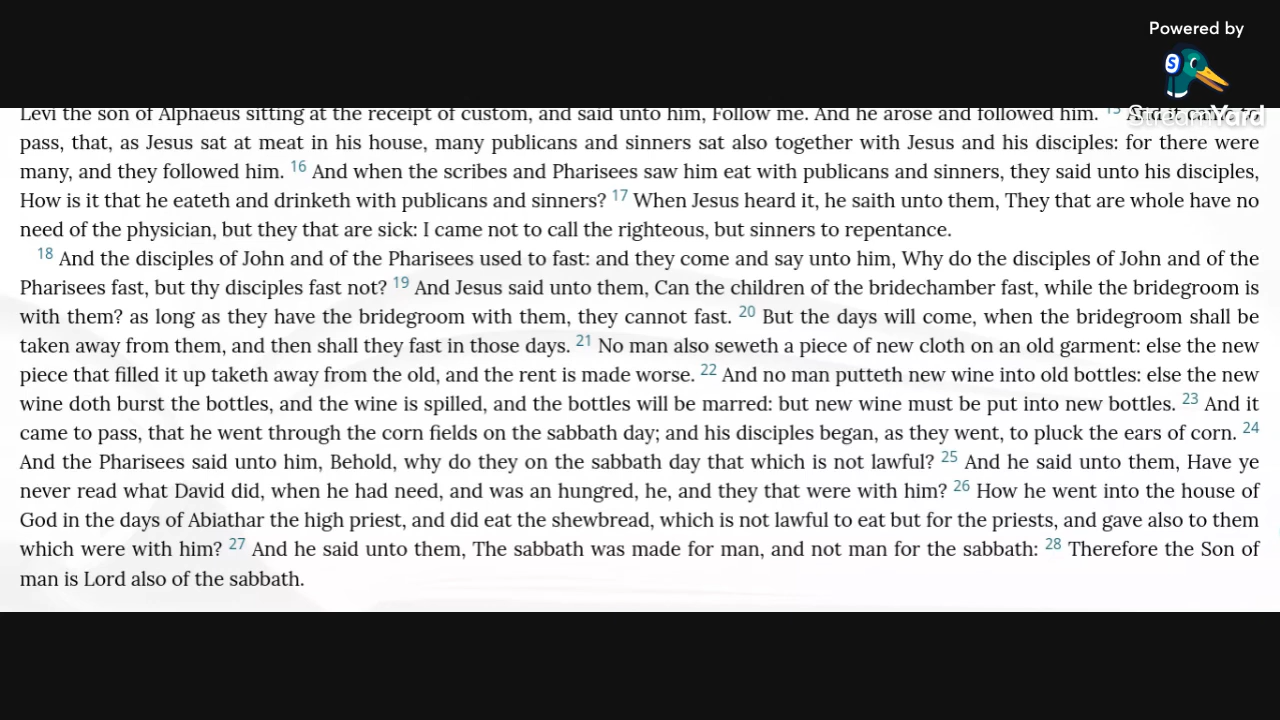 Powered by
StreamYard
Levi the son of Alphaeus sitting at the receipt of custom, and said unto him, Follow me. And he arose and followed him. 15 And it came to
pass, that, as Jesus sat at meat in his house, many publicans and sinners sat also together with Jesus and his disciples: for there were
many, and they followed him. 16 And when the scribes and Pharisees saw him eat with publicans and sinners, they said unto his disciples,
How is it that he eateth and drinketh with publicans and sinners? 17 When Jesus heard it, he saith unto them, They that are whole have no
need of the physician, but they that are sick: I came not to call the righteous, but sinners to repentance.
18 And the disciples of John and of the Pharisees used to fast: and they come and say unto him, Why do the disciples of John and of the
Pharisees fast, but thy disciples fast not? 19 And Jesus said unto them, Can the children of the bridechamber fast, while the bridegroom is
with them? as long as they have the bridegroom with them, they cannot fast. 20 But the days will come, when the bridegroom shall be
taken away from them, and then shall they fast in those days. 21 No man also seweth a piece of new cloth on an old garment: else the new
piece that filled it up taketh away from the old, and the rent is made worse. 22 And no man putteth new wine into old bottles: else the new
wine doth burst the bottles, and the wine is spilled, and the bottles will be marred: but new wine must be put into new bottles. 23 And it
came to pass, that he went through the corn fields on the sabbath day; and his disciples began, as they went, to pluck the ears of corn. 24
And the Pharisees said unto him, Behold, why do they on the sabbath day that which is not lawful? 25 And he said unto them, Have ye
never read what David did, when he had need, and was an hungred, he, and they that were with him? 26 How he went into the house of
God in the days of Abiathar the high priest, and did eat the shewbread, which is not lawful to eat but for the priests, and gave also to them
which were with him? 27 And he said unto them, The sabbath was made for man, and not man for the sabbath: 28 Therefore the Son of
man is Lord also of the sabbath.